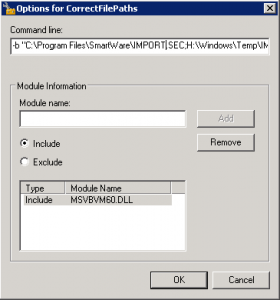 Options for CorrectFilePaths
Command line:
-b "C:\Program Files\SmartWare\IMPORT|SEC,H:\Windows\Temp\IM
Module Information
Module name:
Add
Include
Remove
Exclude
Type Module Name
Include MSVBVM60.DLL
OK Cancel